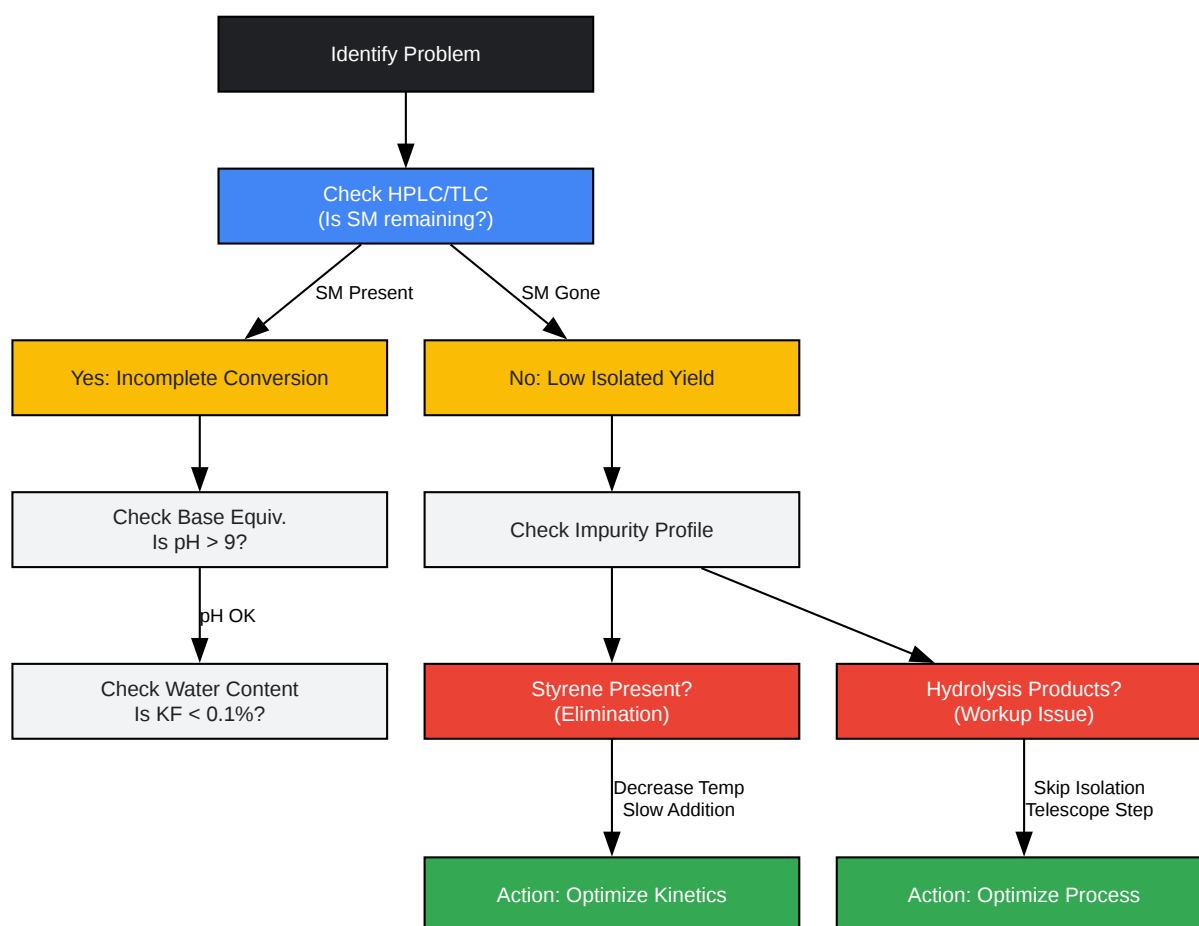 Identify Problem
Check HPLC/TLC
(Is SM remaining?)
SM Present
SM Gone
Yes: Incomplete Conversion
No: Low Isolated Yield
Check Base Equiv.
Is pH > 9?
Check Impurity Profile
pH OK
Check Water Content
Is KF < 0.1%?
Styrene Present?
(Elimination)
Hydrolysis Products?
(Workup Issue)
Decrease Temp
Slow Addition
Skip Isolation
Telescope Step
Action: Optimize Kinetics
Action: Optimize Process